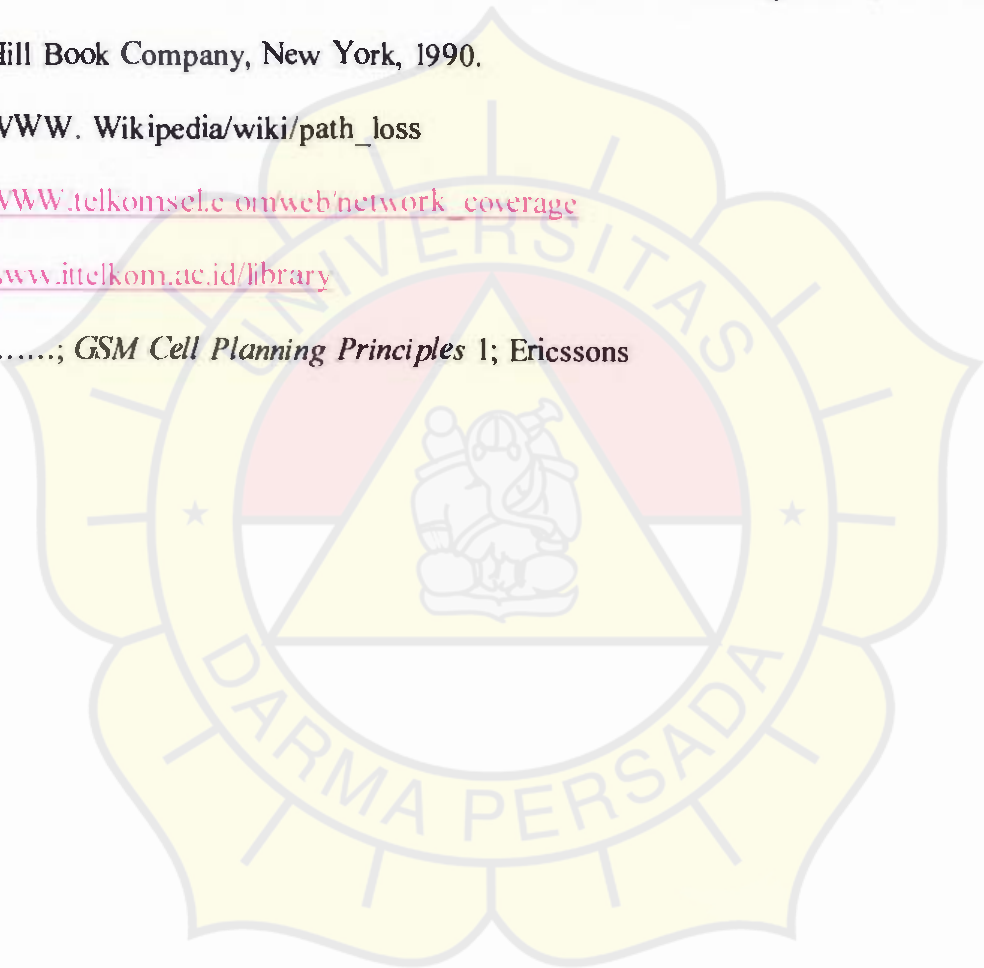 Hill Book Company, New York, 1990.
WWW. Wikipedia/wiki/path_loss
WWW.telkomsel.c om/web/network_coverage
www.ittelkom.ac.id/library
......; GSM Cell Planning Principles 1; Ericssons
UNIVERSITAS
DARMA PERSADA